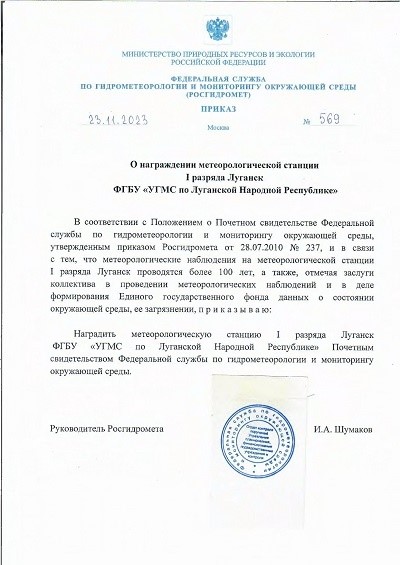 МИНИСТЕРСТВО ПРИРОДНЫХ РЕСУРСОВ И ЭКОЛОГИИ
РОССИЙСКОЙ ФЕДЕРАЦИИ
ФЕДЕРАЛЬНАЯ СЛУЖБА
ПО ГИДРОМЕТЕОРОЛОГИИ И МОНИТОРИНГУ ОКРУЖАЮЩЕЙ СРЕДЫ
(РОСГИДРОМЕТ)
ПРИКАЗ
23.11.2023 № 569
Москва
О награждении метеорологической станции
I разряда Луганск
ФГБУ «УГМС по Луганской Народной Республике»
В соответствии с Положением о Почетном свидетельстве Федеральной
службы по гидрометеорологии и мониторингу окружающей среды,
утвержденным приказом Росгидромета от 28.07.2010 № 237, и в связи
с тем, что метеорологические наблюдения на метеорологической станции
I разряда Луганск проводятся более 100 лет, а также, отмечая заслуги
коллектива в проведении метеорологических наблюдений и в деле
формирования Единого государственного фонда данных о состоянии
окружающей среды, ее загрязнении, п р и к а з ы в а ю:
Наградить метеорологическую станцию I разряда Луганск
ФГБУ «УГМС по Луганской Народной Республике» Почетным
свидетельством Федеральной службы по гидрометеорологии и мониторингу
окружающей среды.
Руководитель Росгидромета И.А. Шумаков